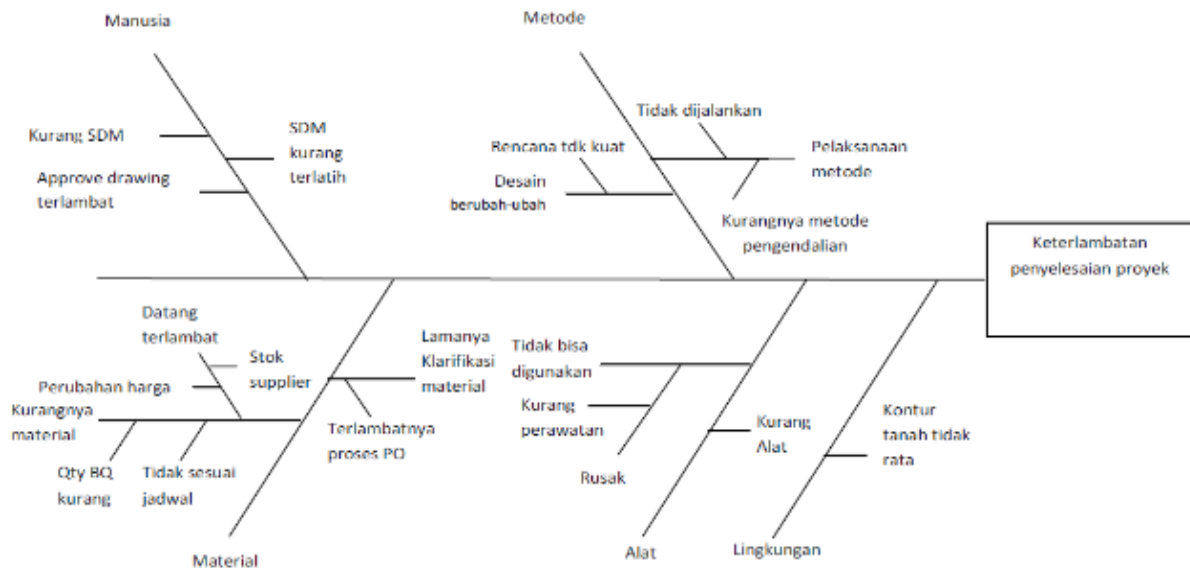 Manusia
Metode
Kurang SDM
SDM
kurang
terlatih
Approve drawing
terlambat
Tidak dijalankan
Rencana tdk kuat
Desain
berubah-ubah
Pelaksanaan
metode
Kurangnya metode
pengendalian
Keterlambatan
penyelesaian proyek
Datang
terlambat
Stok
supplier
Perubahan harga
Kurangnya
material
Qty BQ
kurang
Tidak sesuai
jadwal
Lamanya
Klarifikasi
material
Terlambatnya
proses PO
Material
Tidak bisa
digunakan
Kurang
perawatan
Rusak
Kurang
Alat
Alat
Kontur
tanah tidak
rata
Lingkungan